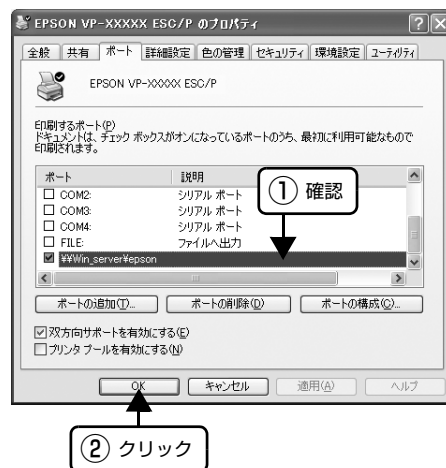 EPSON VP-XXXXX ESC/P のプロパティ
全般 共有 ポート 詳細設定 色の管理 セキュリティ 環境設定 ユーティリティ
EPSON VP-XXXXX ESC/P
印刷するポート(P)
ドキュメントは、チェック ボックスがオンになっているポートのうち、最初に利用可能なもので
印刷されます。
ポート 説明
COM2: シリアル ポート
COM3: シリアル ポート
COM4: シリアル ポート
FILE: ファイルへ出力
¥¥Win_server¥epson
① 確認
ポートの追加(T)... ポートの削除(D) ポートの構成(C)...
双方向サポートを有効にする(E)
プリンタ プールを有効にする(N)
OK キャンセル 適用(A) ヘルプ
② クリック